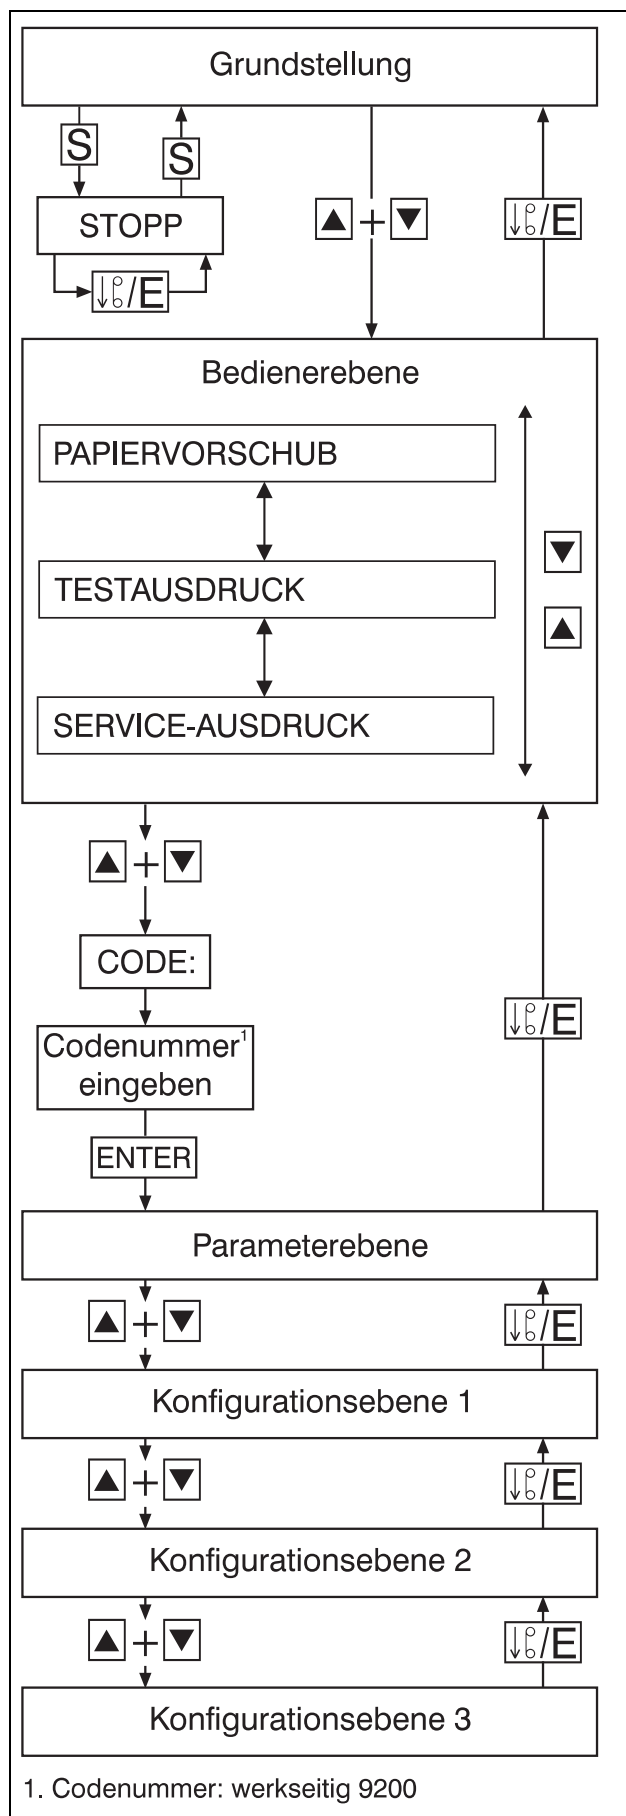 Grundstellung
S
S
STOPP
▲ + ▼
/E
/E
Bedienerebene
PAPIERVORSCHUB
TESTAUSDRUCK
SERVICE-AUSDRUCK
▼
▲
▲ + ▼
CODE:
Codenummer¹
eingeben
ENTER
/E
Parameterebene
▲ + ▼
/E
Konfigurationsebene 1
▲ + ▼
/E
Konfigurationsebene 2
▲ + ▼
/E
Konfigurationsebene 3
1. Codenummer: werkseitig 9200